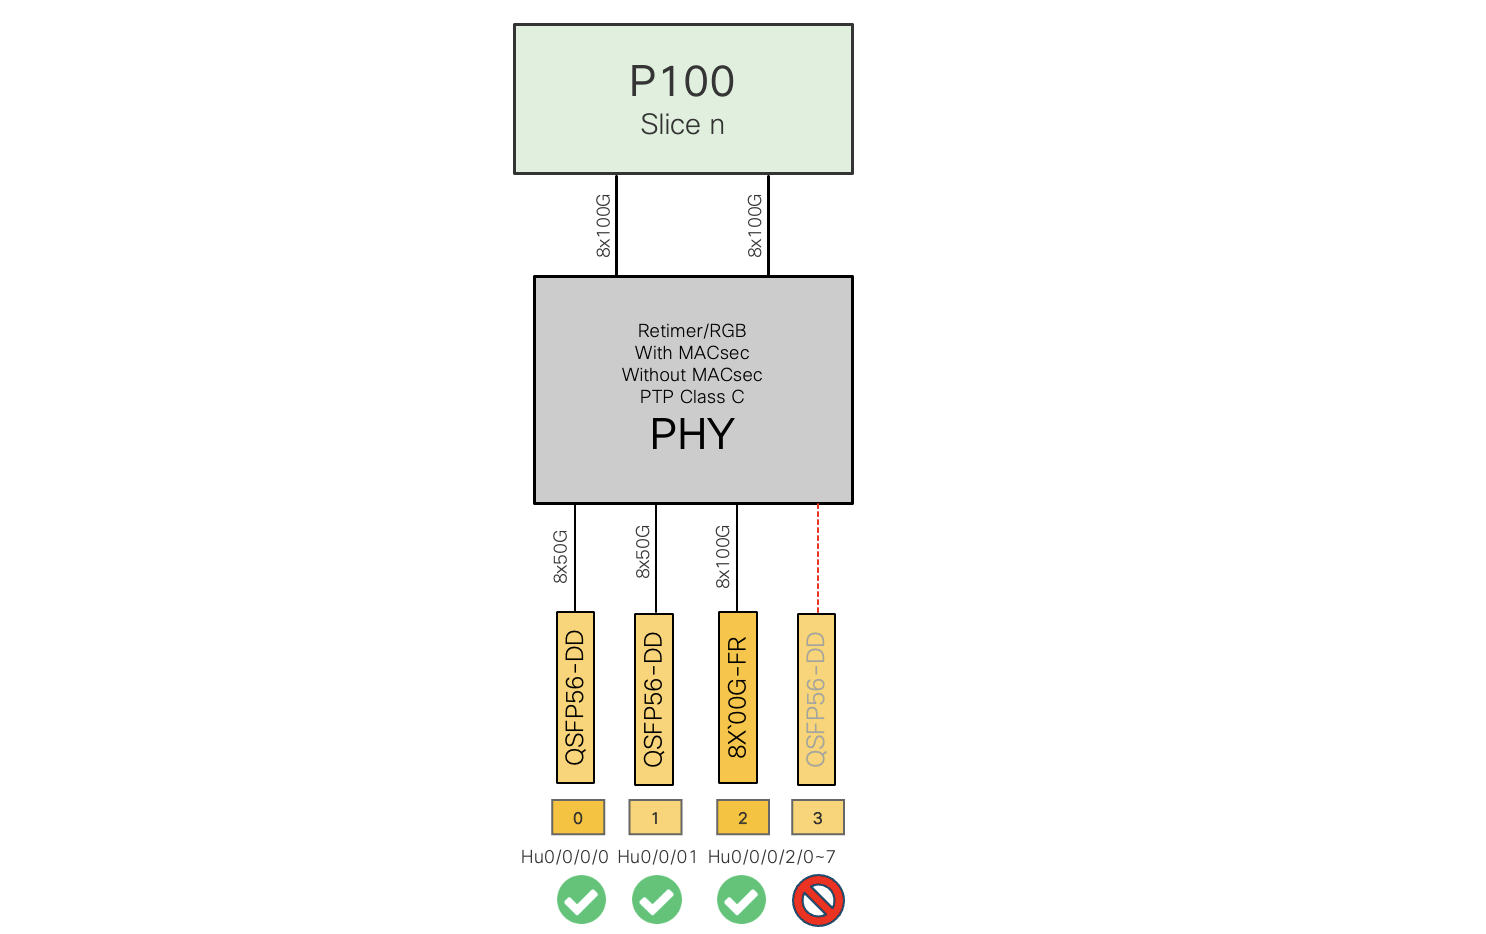 P100
Slice n
8x100G
8x100G
Retimer/RGB
With MACsec
Without MACsec
PTP Class C
PHY
8x50G
8x50G
8x100G
QSFP56-DD
QSFP56-DD
8X`00G-FR
QSFP56-DD
0
1
2
3
Hu0/0/0/0
Hu0/0/01
Hu0/0/0/2/0~7